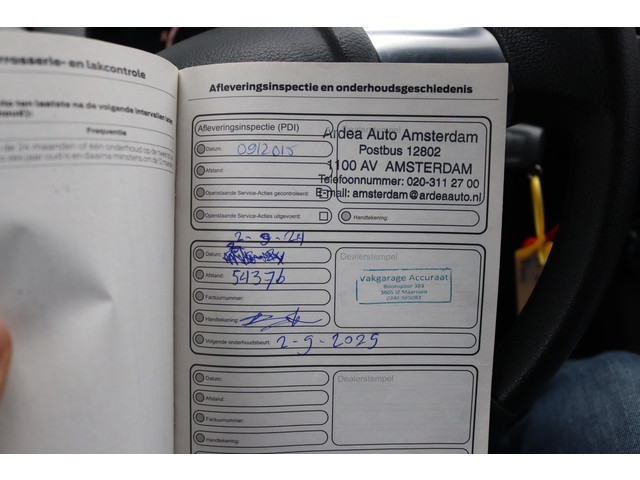 rrosserie- en lakcontrole
Frequentie
Afleveringsinspectie en onderhoudsgeschiedenis
Afleveringsinspectie (PDI)
Datum: 09/2015
Afstand:
Openstaande Service-Acties gecontroleerd:
Openstaande Service-Acties uitgevoerd:
Ardea Auto Amsterdam
Postbus 12802
1100 AV AMSTERDAM
Telefoonnummer: 020-311 27 00
E-mail: amsterdam@ardeaauto.nl
Handtekening:
2-9-24
Datum:
Afstand: 54376
Factuurnummer:
Handtekening:
Volgende onderhoudsbeurt: 2-9-2025
Dealerstempel
Vakgarage Accuraat
Datum:
Afstand:
Factuurnummer:
Handtekening:
Dealerstempel